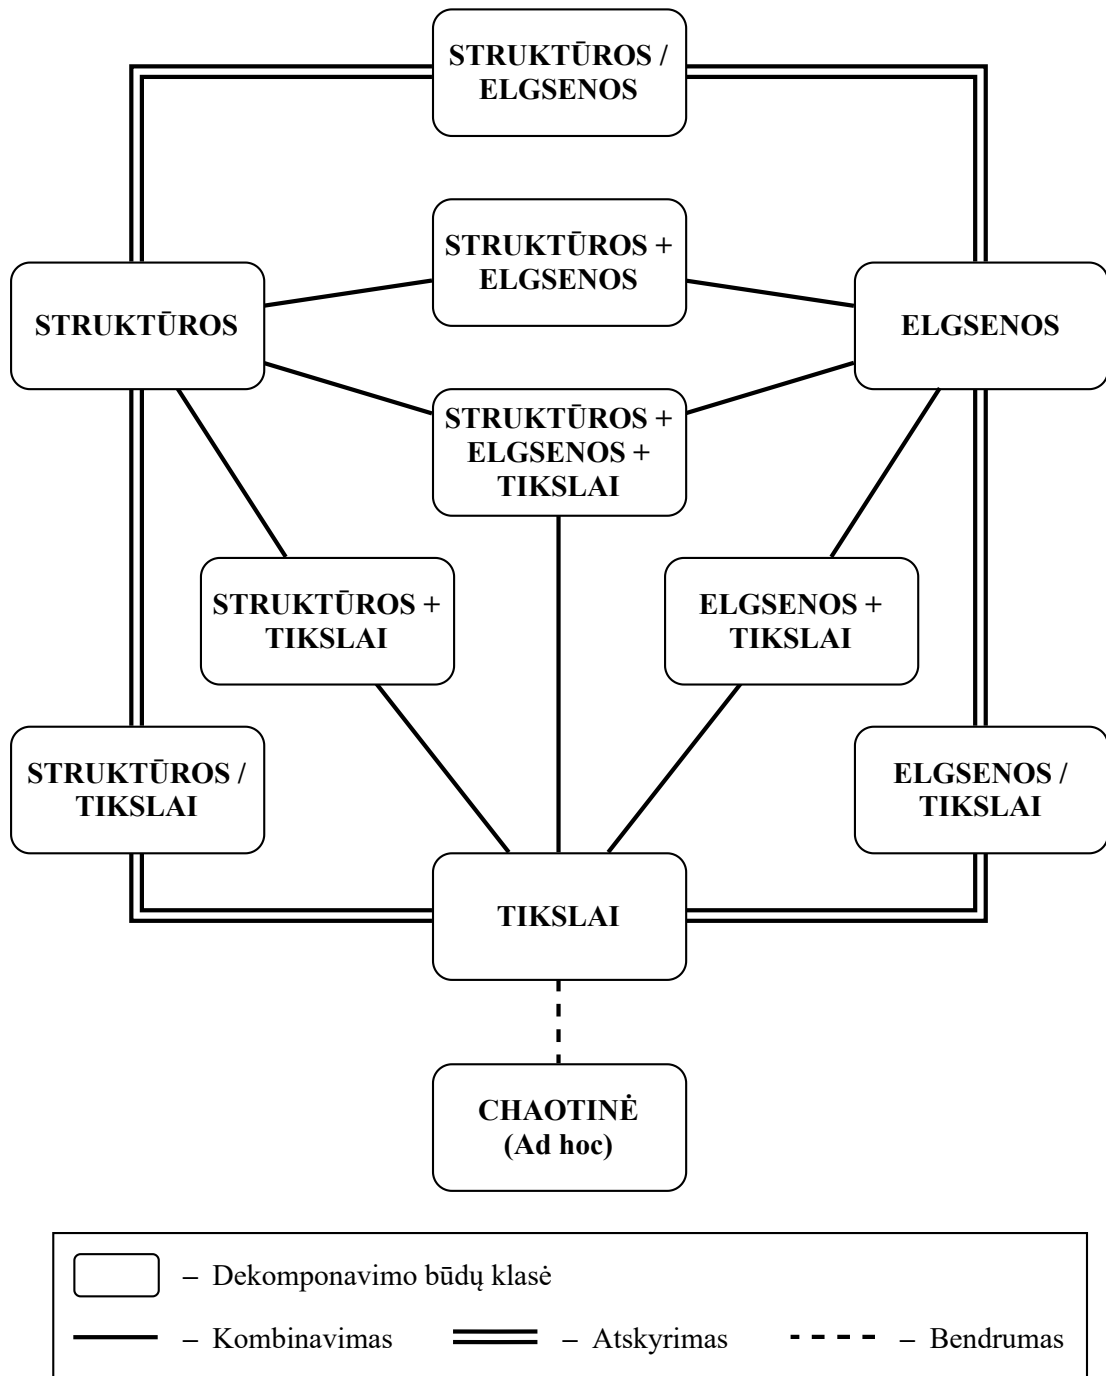 STRUKTŪROS /
ELGSENOS
STRUKTŪROS +
ELGSENOS
STRUKTŪROS
ELGSENOS
STRUKTŪROS +
ELGSENOS +
TIKSLAI
STRUKTŪROS +
TIKSLAI
ELGSENOS +
TIKSLAI
STRUKTŪROS /
TIKSLAI
ELGSENOS /
TIKSLAI
TIKSLAI
CHAOTINĖ
(Ad hoc)
– Dekomponavimo būdų klasė
– Kombinavimas
– Atskyrimas
– Bendrumas